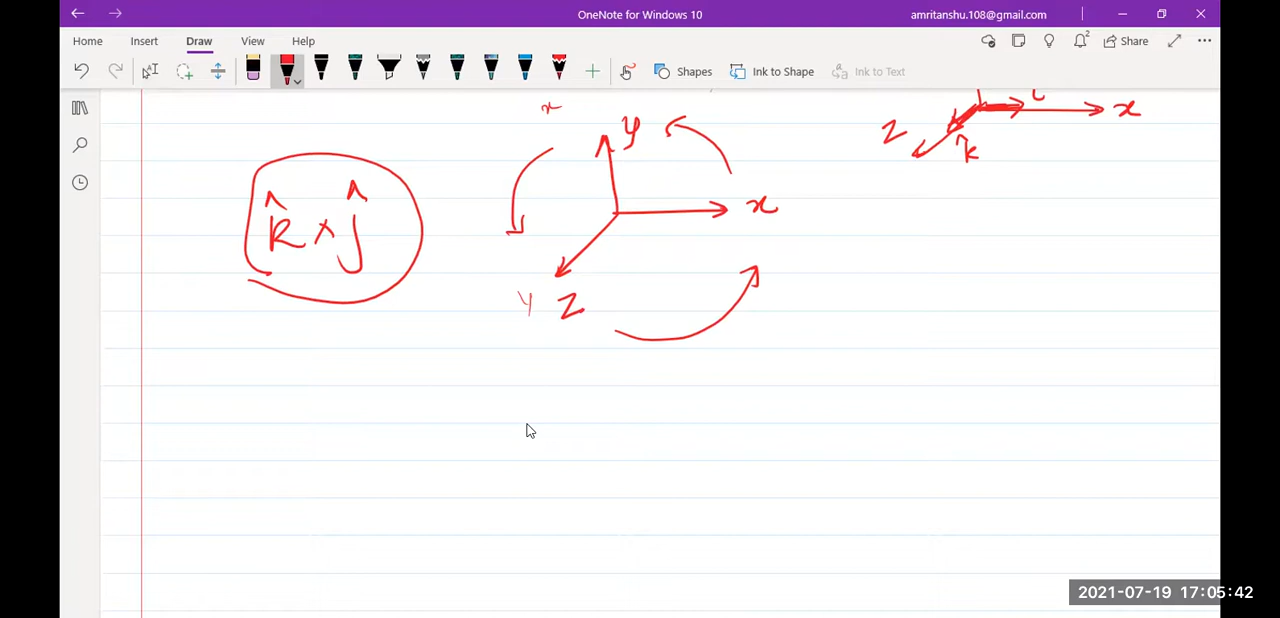 OneNote for Windows 10
amritanshu.108@gmail.com
Home Insert Draw View Help
2
Share
Shapes
Ink to Shape
Ink to Text
x
y
x
z
k̂
x
k̂ × ĵ
z
y
2021-07-19 17:05:42